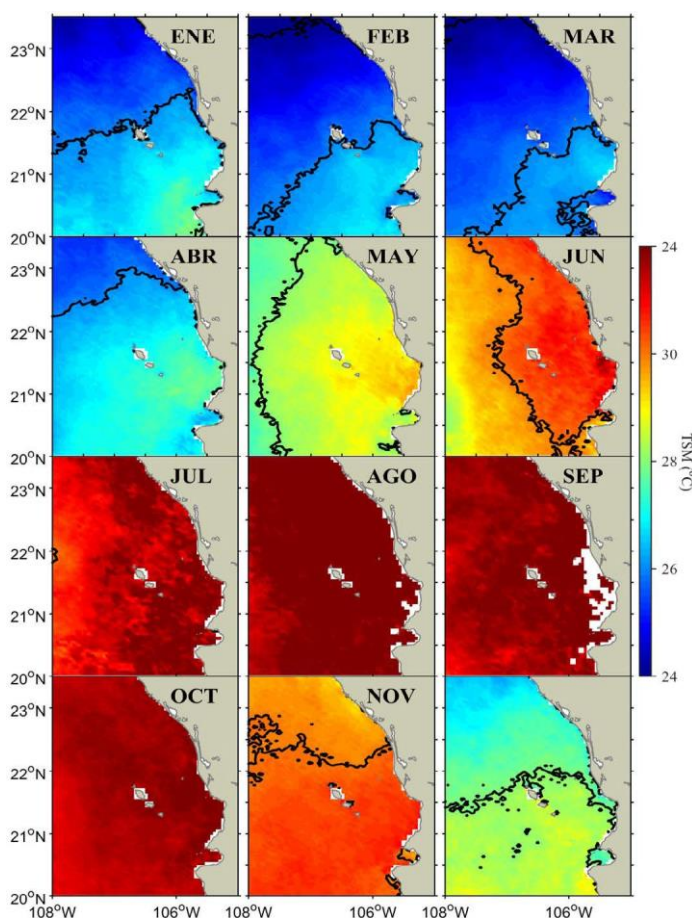 ENE FEB MAR
23°N
22°N
21°N
20°N
ABR MAY JUN
23°N
22°N
21°N
20°N
JUL AGO SEP
23°N
22°N
21°N
20°N
OCT NOV
23°N
22°N
21°N
20°N
108°W 106°W 108°W 106°W 108°W 106°W
24
30
28
26
24
TSM (°C)